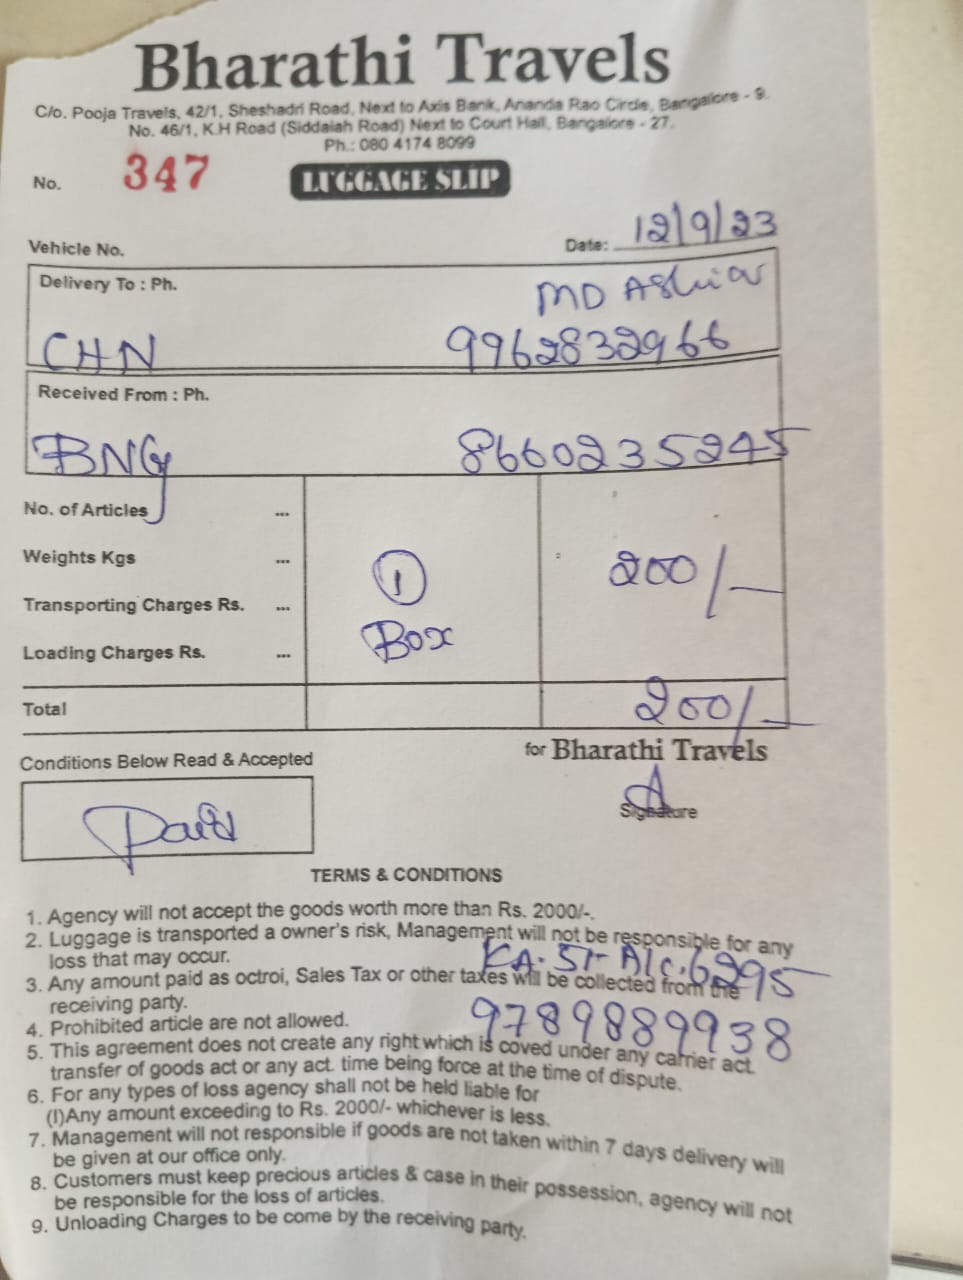 Bharathi Travels
C/o. Pooja Travels, 42/1, Sheshadri Road, Next to Axis Bank, Ananda Rao Circle, Bangalore - 9.
No. 46/1, K.H Road (Siddaiah Road) Next to Court Hall, Bangalore - 27.
Ph.: 080 4174 8099
No. 347 LUGGAGE SLIP
Vehicle No. Date: 12/9/23
Delivery To : Ph. MD
CHN 9962832966
Received From : Ph.
BNG 8660235245
No. of Articles ...
Weights Kgs ... 1 200/-
Transporting Charges Rs. ...
Loading Charges Rs. ... Box
Total 200/-
Conditions Below Read & Accepted for Bharathi Travels
Paid Signature
TERMS & CONDITIONS
1. Agency will not accept the goods worth more than Rs. 2000/-.
2. Luggage is transported a owner's risk, Management will not be responsible for any
loss that may occur.
KA-51-A/c.6295
3. Any amount paid as octroi, Sales Tax or other taxes will be collected from the
receiving party.
9789889938
4. Prohibited article are not allowed.
5. This agreement does not create any right which is coved under any carrier act.
transfer of goods act or any act. time being force at the time of dispute.
6. For any types of loss agency shall not be held liable for
(I)Any amount exceeding to Rs. 2000/- whichever is less.
7. Management will not responsible if goods are not taken within 7 days delivery will
be given at our office only.
8. Customers must keep precious articles & case in their possession, agency will not
be responsible for the loss of articles.
9. Unloading Charges to be come by the receiving party.